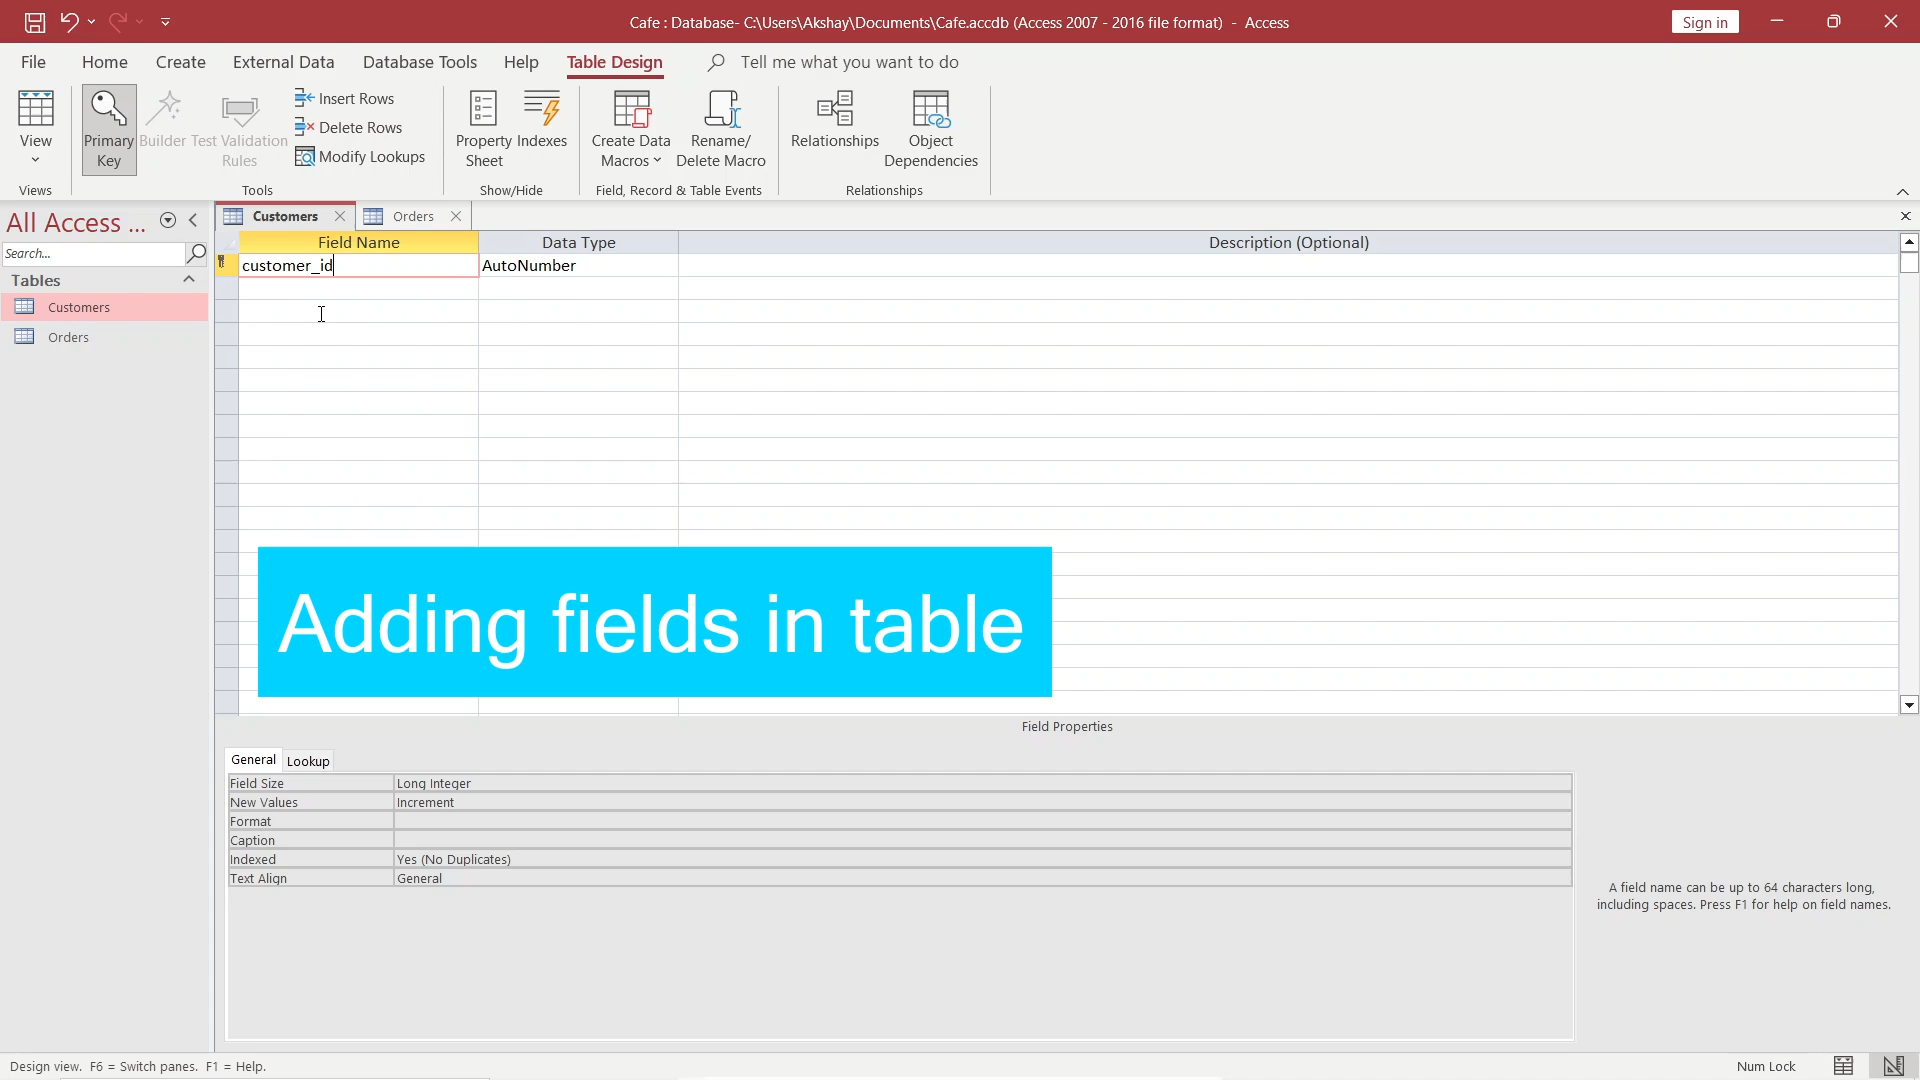 Cafe : Database- C:\Users\Akshay\Documents\Cafe.accdb (Access 2007 - 2016 file format) - Access
Sign in
File Home Create External Data Database Tools Help Table Design Tell me what you want to do
View
Primary Key
Builder
Test Validation Rules
Insert Rows
Delete Rows
Modify Lookups
Property Sheet
Indexes
Create Data Macros
Rename/ Delete Macro
Relationships
Object Dependencies
Views Tools Show/Hide Field, Record & Table Events Relationships
All Access ...
Search...
Tables
Customers
Orders
Customers Orders
Field Name Data Type Description (Optional)
customer_id AutoNumber
Adding fields in table
Field Properties
General Lookup
Field Size Long Integer
New Values Increment
Format
Caption
Indexed Yes (No Duplicates)
Text Align General
A field name can be up to 64 characters long,
including spaces. Press F1 for help on field names.
Design view. F6 = Switch panes. F1 = Help.
Num Lock